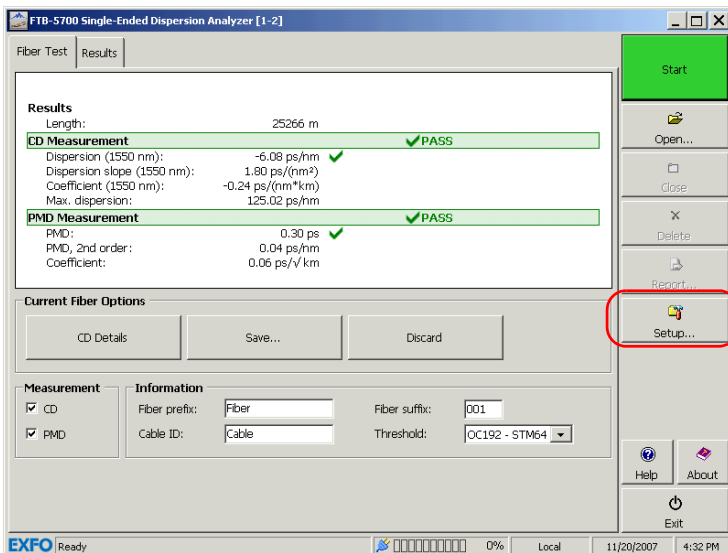 FTB-5700 Single-Ended Dispersion Analyzer [1-2]
Fiber Test
Results
Results
Length: 25266 m
CD Measurement PASS
Dispersion (1550 nm): -6.08 ps/nm
Dispersion slope (1550 nm): 1.80 ps/(nm²)
Coefficient (1550 nm): -0.24 ps/(nm*km)
Max. dispersion: 125.02 ps/nm
PMD Measurement PASS
PMD: 0.30 ps
PMD, 2nd order: 0.04 ps/nm
Coefficient: 0.06 ps/√km
Current Fiber Options
CD Details
Save...
Discard
Measurement
CD
PMD
Information
Fiber prefix: Fiber
Fiber suffix: 001
Cable ID: Cable
Threshold: OC192 - STM64
Start
Open...
Close
Delete
Report...
Setup...
Help
About
Exit
EXFO Ready 0% Local 11/20/2007 4:32 PM